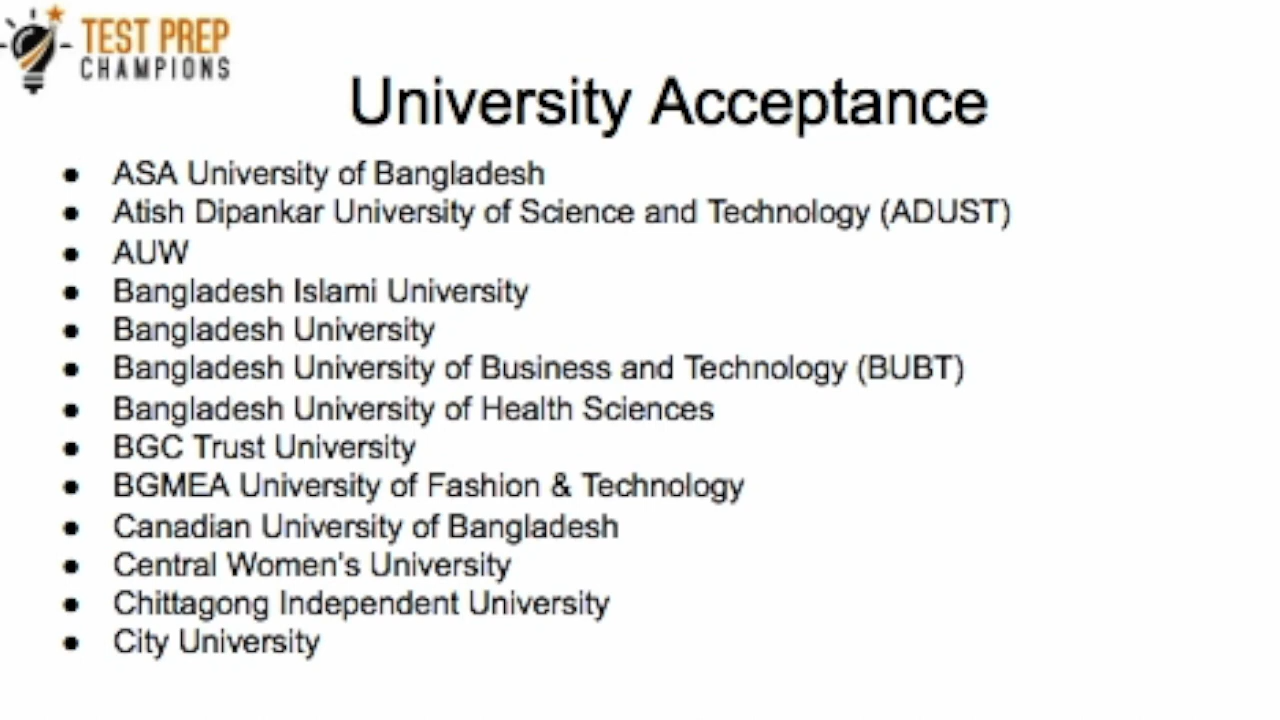 TEST PREP
CHAMPIONS
University Acceptance
● ASA University of Bangladesh
● Atish Dipankar University of Science and Technology (ADUST)
● AUW
● Bangladesh Islami University
● Bangladesh University
● Bangladesh University of Business and Technology (BUBT)
● Bangladesh University of Health Sciences
● BGC Trust University
● BGMEA University of Fashion & Technology
● Canadian University of Bangladesh
● Central Women's University
● Chittagong Independent University
● City University